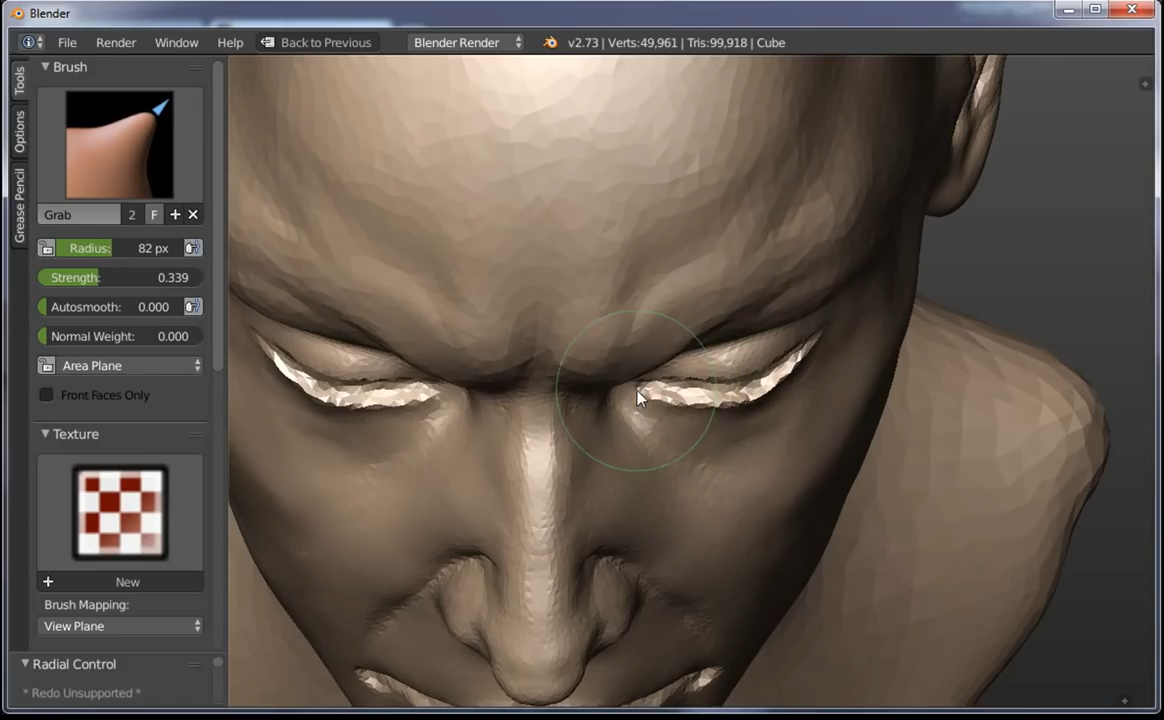 Blender
File Render Window Help Back to Previous Blender Render v2.73 | Verts:49,961 | Tris:99,918 | Cube
Tools
Options
Grease Pencil
Brush
Grab 2 F
Radius: 82 px
Strength: 0.339
Autosmooth: 0.000
Normal Weight: 0.000
Area Plane
Front Faces Only
Texture
New
Brush Mapping:
View Plane
Radial Control
* Redo Unsupported *